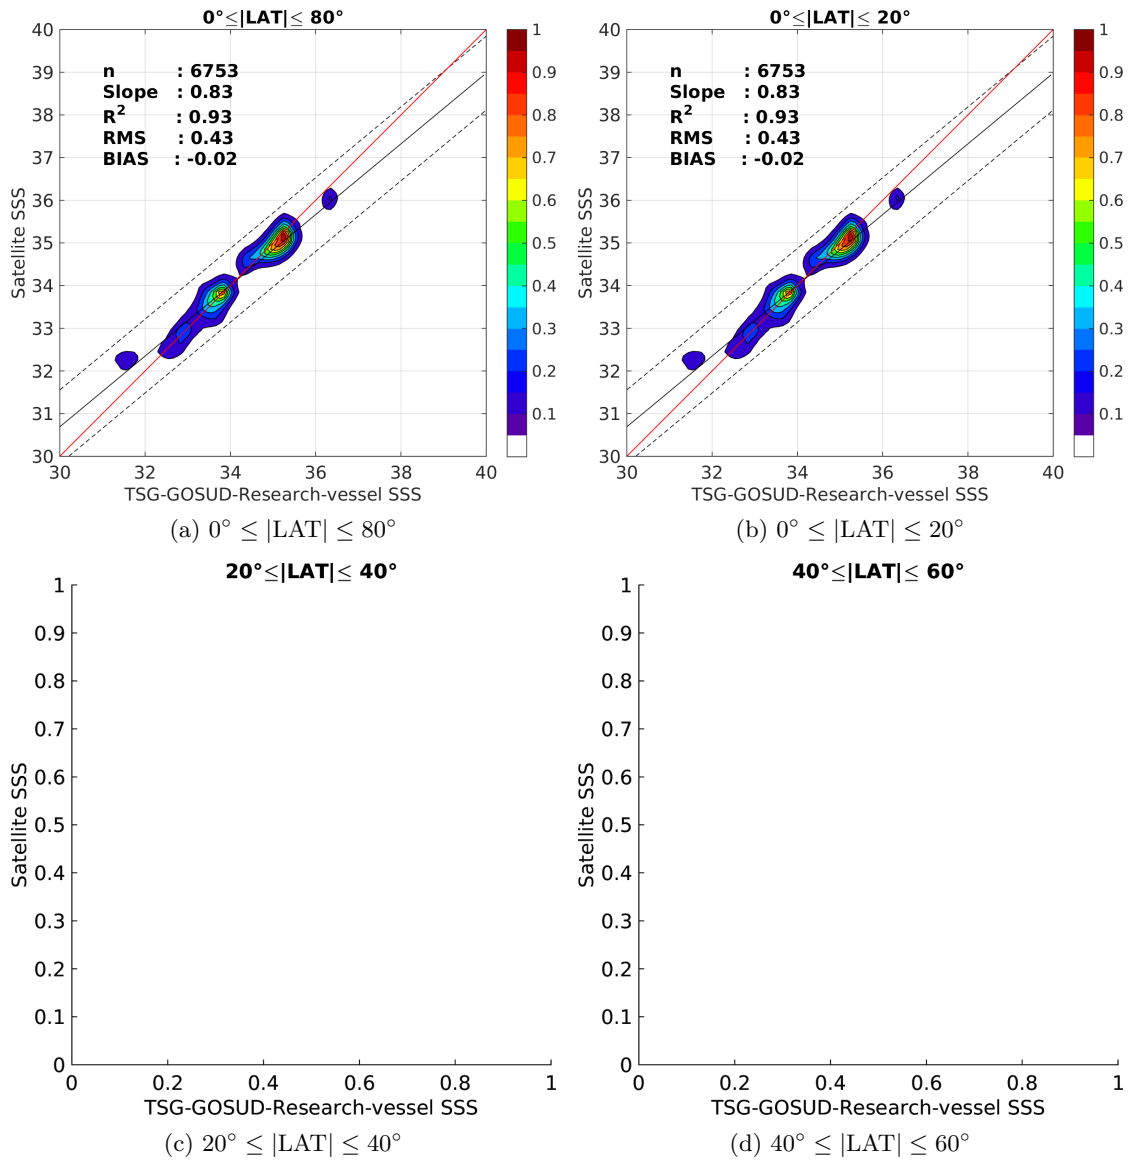 0°≤|LAT|≤ 80°
40
39
38
37
36
35
34
33
32
31
30
Satellite SSS
n : 6753
Slope : 0.83
R² : 0.93
RMS : 0.43
BIAS : -0.02
30 32 34 36 38 40
TSG-GOSUD-Research-vessel SSS
1
0.9
0.8
0.7
0.6
0.5
0.4
0.3
0.2
0.1
(a) 0° ≤ |LAT| ≤ 80°
0°≤|LAT|≤ 20°
40
39
38
37
36
35
34
33
32
31
30
Satellite SSS
n : 6753
Slope : 0.83
R² : 0.93
RMS : 0.43
BIAS : -0.02
30 32 34 36 38 40
TSG-GOSUD-Research-vessel SSS
1
0.9
0.8
0.7
0.6
0.5
0.4
0.3
0.2
0.1
(b) 0° ≤ |LAT| ≤ 20°
20°≤|LAT|≤ 40°
1
0.9
0.8
0.7
0.6
0.5
0.4
0.3
0.2
0.1
0
Satellite SSS
0 0.2 0.4 0.6 0.8 1
TSG-GOSUD-Research-vessel SSS
(c) 20° ≤ |LAT| ≤ 40°
40°≤|LAT|≤ 60°
1
0.9
0.8
0.7
0.6
0.5
0.4
0.3
0.2
0.1
0
Satellite SSS
0 0.2 0.4 0.6 0.8 1
TSG-GOSUD-Research-vessel SSS
(d) 40° ≤ |LAT| ≤ 60°